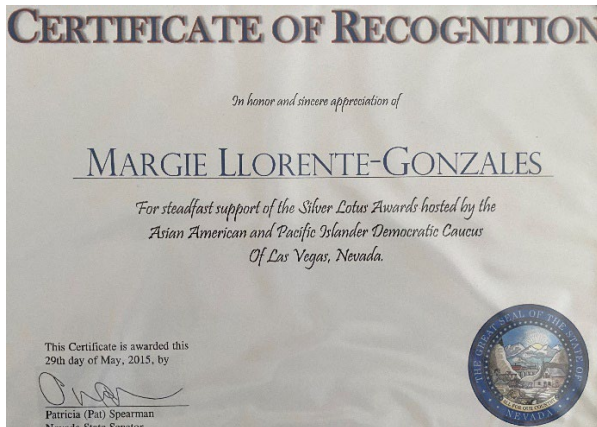 CERTIFICATE OF RECOGNITION
In honor and sincere appreciation of
MARGIE LLORENTE-GONZALES
For steadfast support of the Silver Lotus Awards hosted by the
Asian American and Pacific Islander Democratic Caucus
Of Las Vegas, Nevada.
This Certificate is awarded this
29th day of May, 2015, by
Patricia (Pat) Spearman
Nevada State Senator
THE GREAT SEAL OF THE STATE OF
NEVADA
ALL FOR OUR COUNTRY